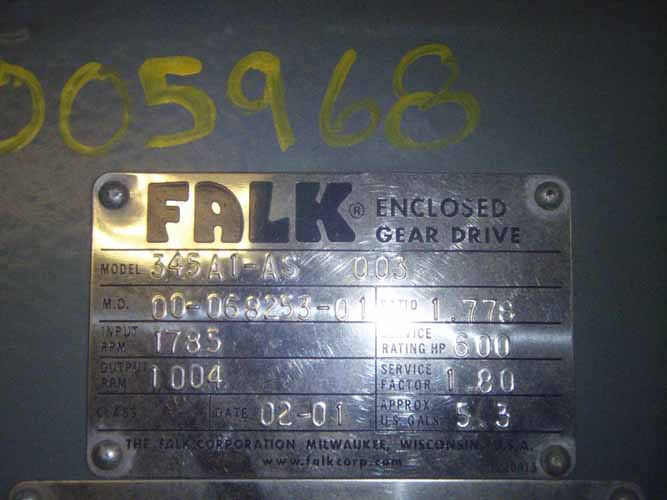 005968
FALK® ENCLOSED
GEAR DRIVE
MODEL 345A1-AS 003
M.O. 00-068253-01 RATIO 1.778
INPUT RPM 1785 SERVICE RATING HP 600
OUTPUT RPM 1004 SERVICE FACTOR 1.80
CLASS DATE 02-01 APPROX. U.S. GALS 5.3
THE FALK CORPORATION MILWAUKEE, WISCONSIN, U.S.A.
www.falkcorp.com